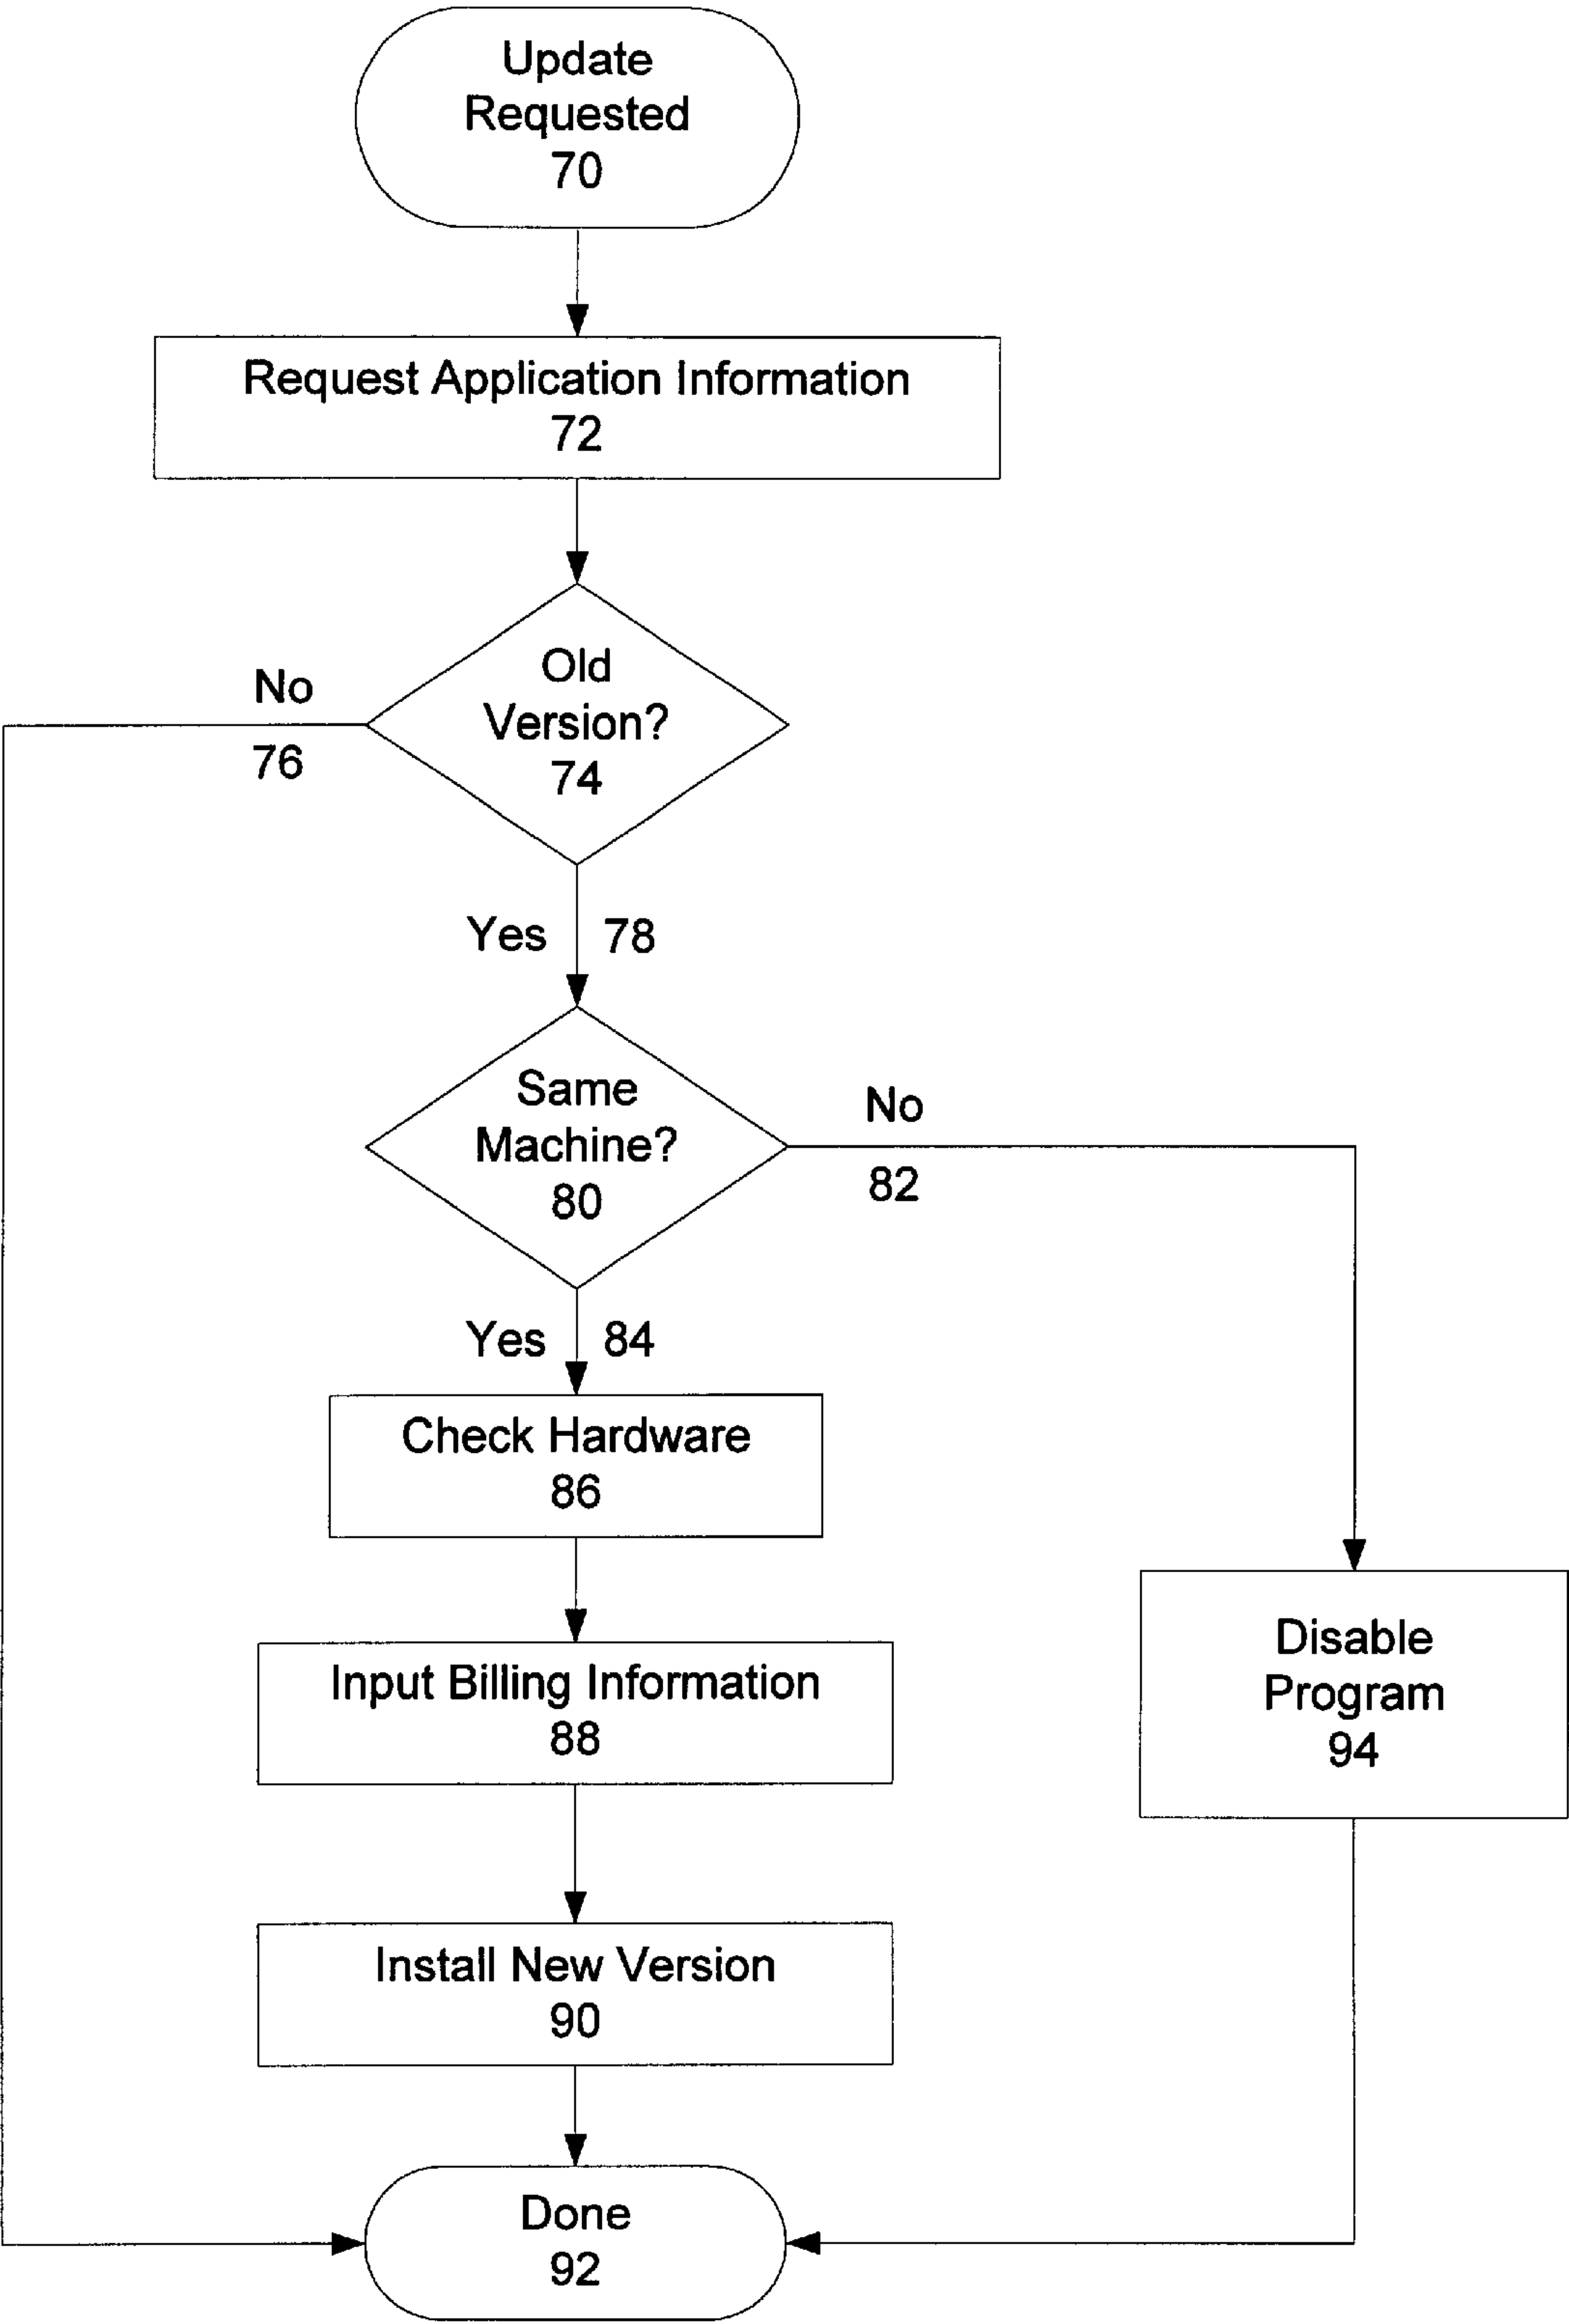 Update
Requested
70
Request Application Information
72
Old
Version?
74
No
76
Yes
78
Same
Machine?
80
No
82
Yes
84
Check Hardware
86
Input Billing Information
88
Disable
Program
94
Install New Version
90
Done
92